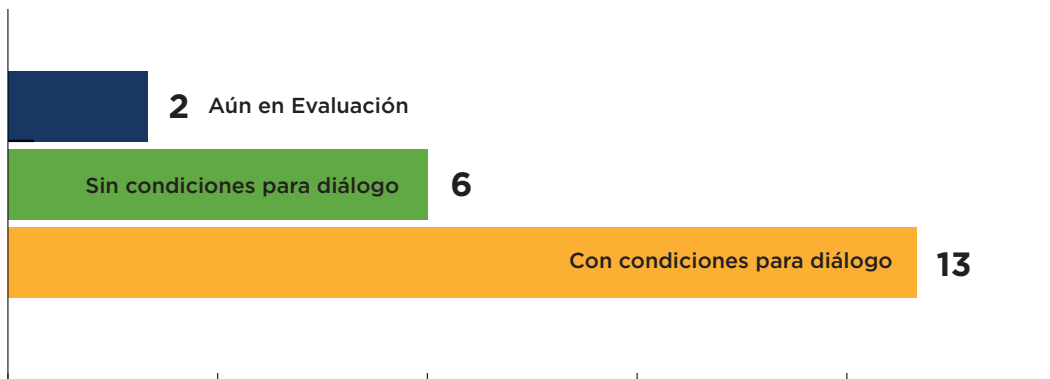 2 Aún en Evaluación
Sin condiciones para diálogo 6
Con condiciones para diálogo 13